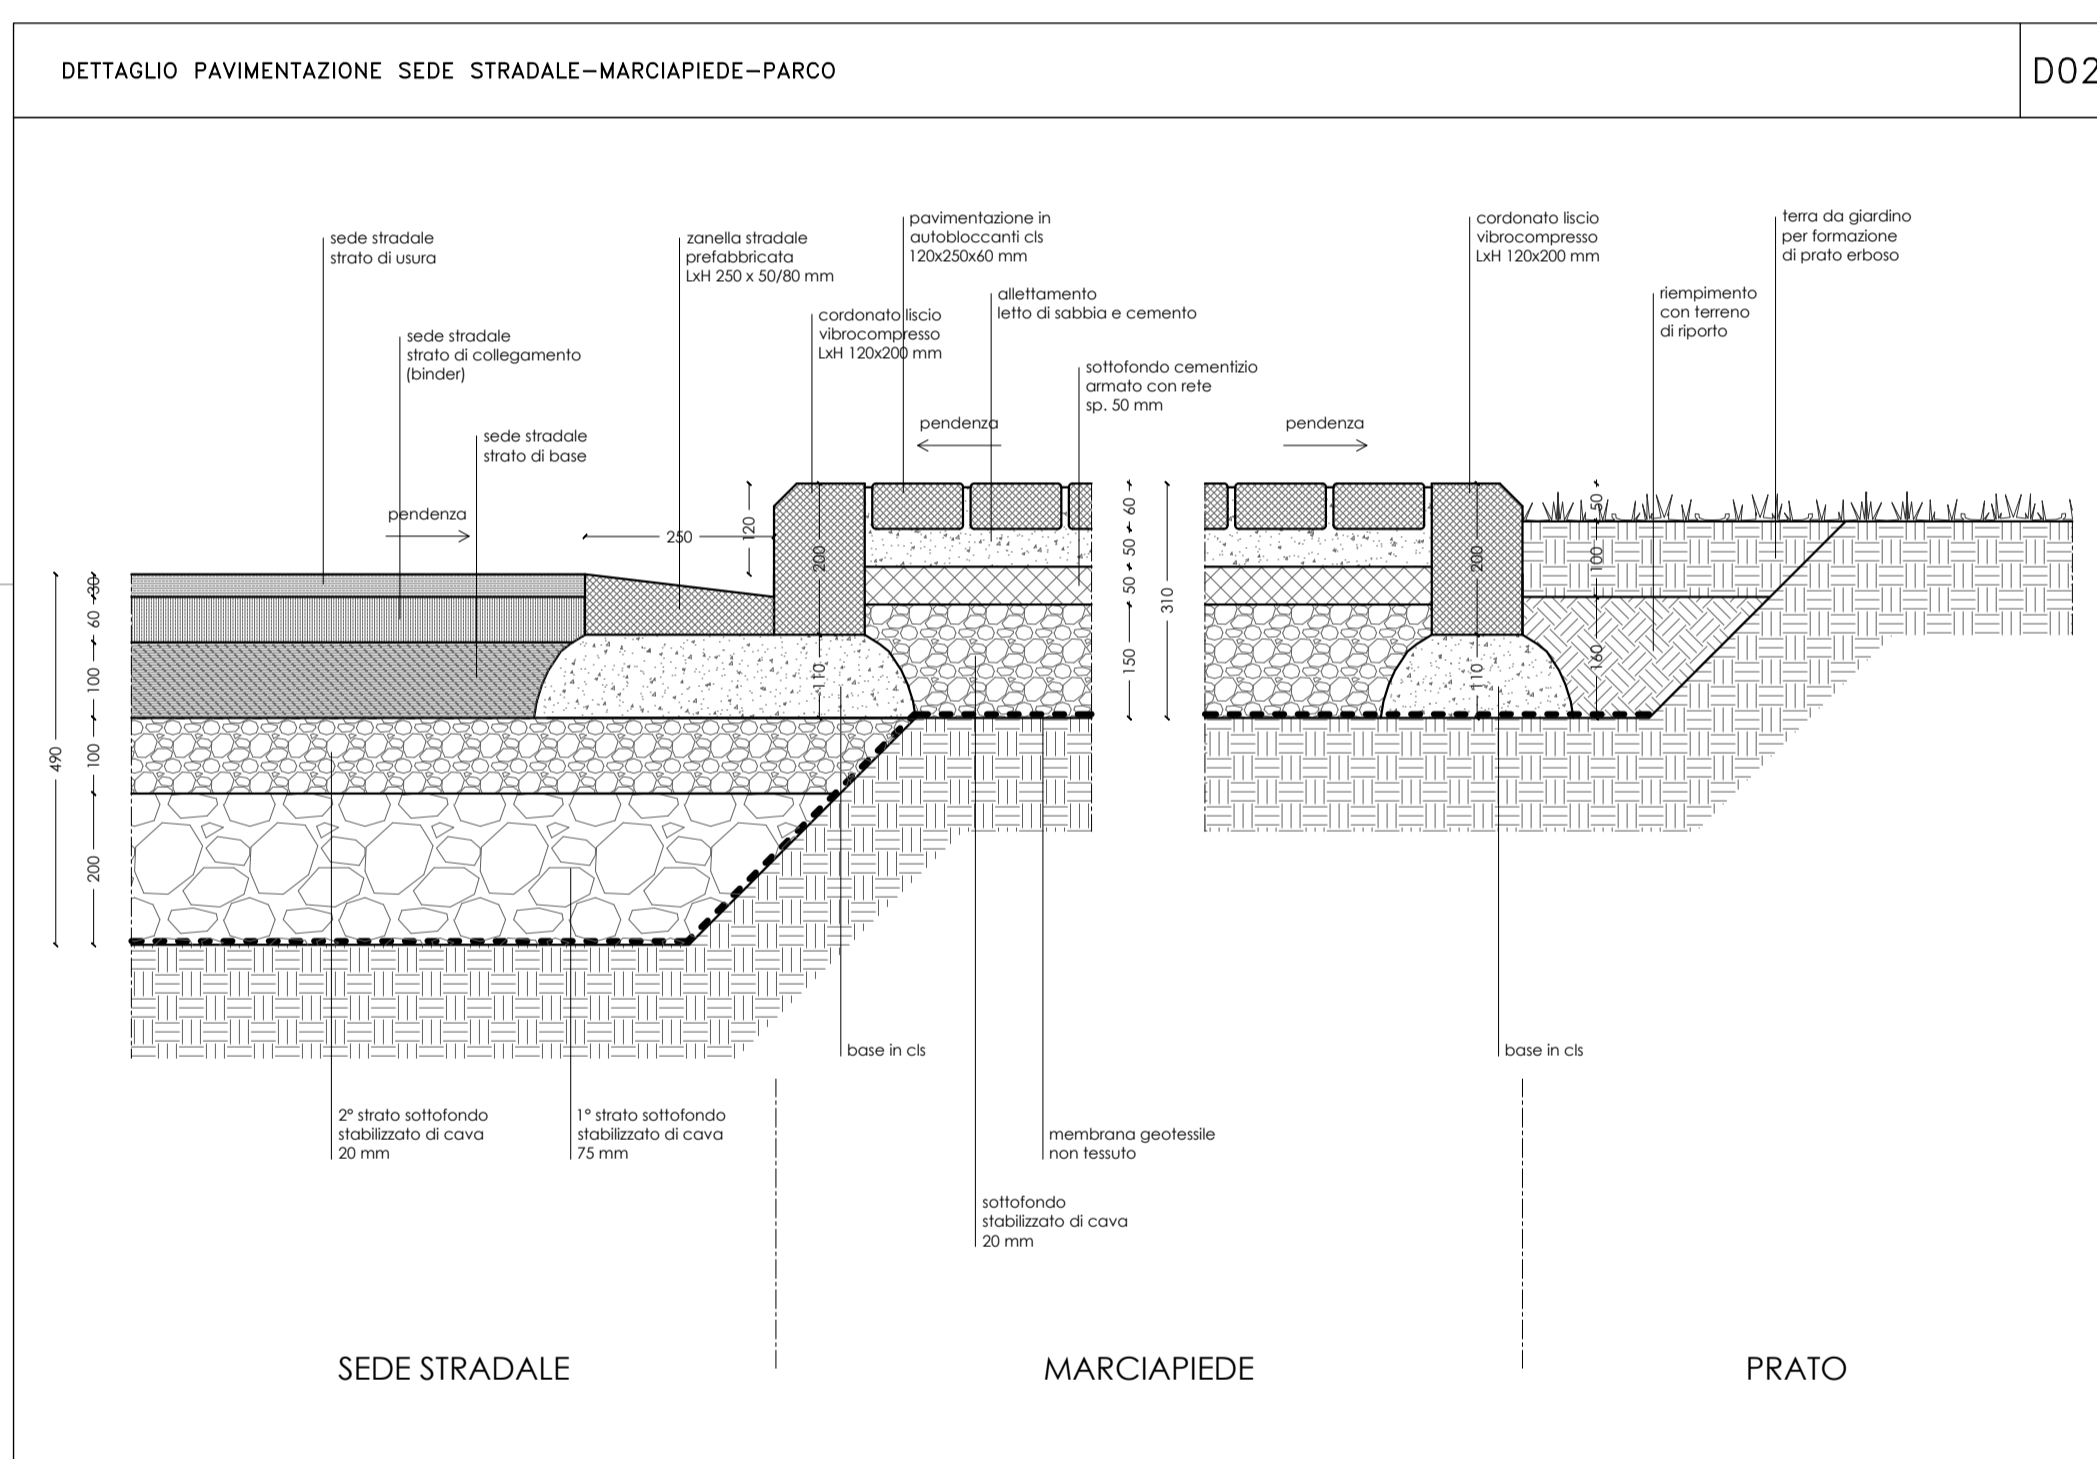 DETTAGLIO PAVIMENTAZIONE SEDE STRADALE-MARCIAPIEDE-PARCO
D02
sede stradale
strato di usura
sede stradale
strato di collegamento
(binder)
sede stradale
strato di base
zanella stradale
prefabbricata
LxH 250 x 50/80 mm
cordonato liscio
vibrocompresso
LxH 120x200 mm
pavimentazione in
autobloccanti cls
120x250x60 mm
allettamento
letto di sabbia e cemento
sottofondo cementizio
armato con rete
sp. 50 mm
cordonato liscio
vibrocompresso
LxH 120x200 mm
riempimento
con terreno
di riporto
terra da giardino
per formazione
di prato erboso
pendenza
pendenza
pendenza
490
30
60
100
100
200
250
120
200
110
60
50
50
150
310
200
110
50
100
160
base in cls
base in cls
2° strato sottofondo
stabilizzato di cava
20 mm
1° strato sottofondo
stabilizzato di cava
75 mm
membrana geotessile
non tessuto
sottofondo
stabilizzato di cava
20 mm
SEDE STRADALE
MARCIAPIEDE
PRATO